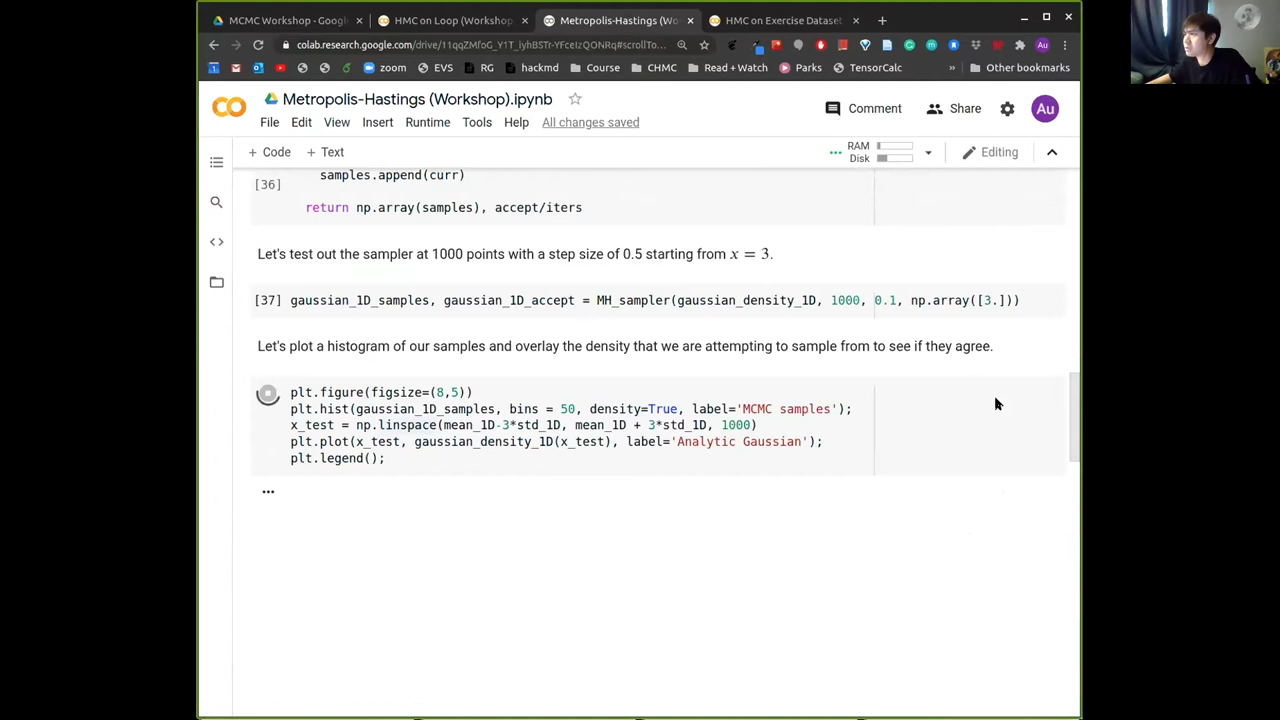 MCMC Workshop - Google
HMC on Loop (Workshop
Metropolis-Hastings (Wo
HMC on Exercise Dataset
colab.research.google.com/drive/
zoom
EVS
RG
hackmd
Course
CHMC
Read + Watch
Parks
TensorCalc
»
Other bookmarks
Metropolis-Hastings (Workshop).ipynb
Comment
Share
Au
File Edit View Insert Runtime Tools Help All changes saved
+ Code + Text
RAM
Disk
Editing
samples.append(curr)
[36]
return np.array(samples), accept/iters
Let's test out the sampler at 1000 points with a step size of 0.5 starting from x = 3.
[37] gaussian_1D_samples, gaussian_1D_accept = MH_sampler(gaussian_density_1D, 1000, 0.1, np.array([3.]))
Let's plot a histogram of our samples and overlay the density that we are attempting to sample from to see if they agree.
plt.figure(figsize=(8,5))
plt.hist(gaussian_1D_samples, bins = 50, density=True, label='MCMC samples');
x_test = np.linspace(mean_1D-3*std_1D, mean_1D + 3*std_1D, 1000)
plt.plot(x_test, gaussian_density_1D(x_test), label='Analytic Gaussian');
plt.legend();
...